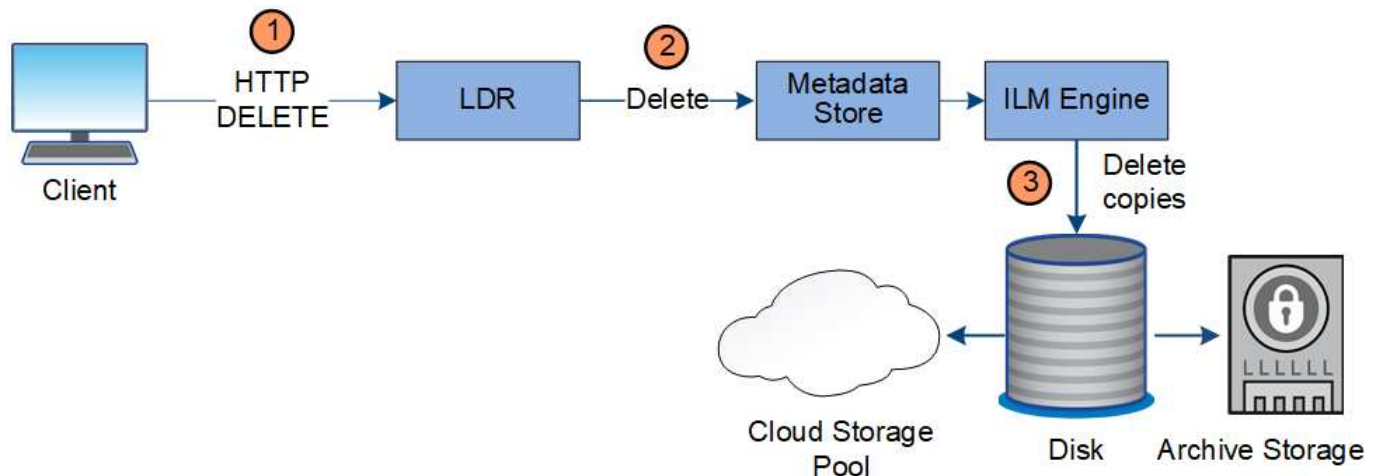 1
HTTP
DELETE
Client
LDR
2
Delete
Metadata
Store
ILM Engine
3
Delete
copies
Cloud Storage
Pool
Disk
LLLLLL
Archive Storage